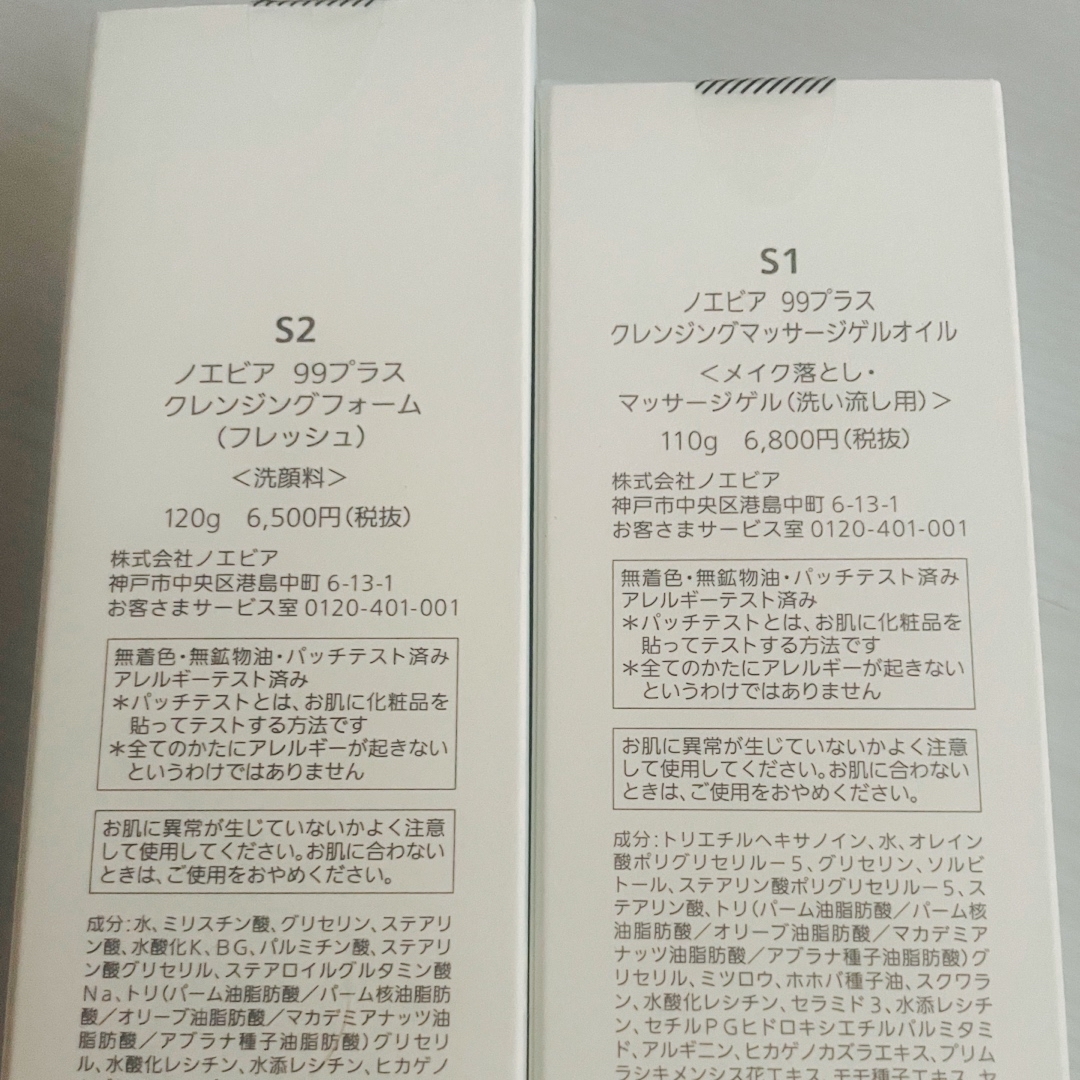 S2
ノエビア 99プラス
クレンジングフォーム
(フレッシュ)
<洗顔料>
120g 6,500円(税抜)
株式会社ノエビア
神戸市中央区港島中町 6-13-1
お客さまサービス室 0120-401-001
無着色・無鉱物油・パッチテスト済み
アレルギーテスト済み
*パッチテストとは、お肌に化粧品を
貼ってテストする方法です
*全てのかたにアレルギーが起きない
というわけではありません
お肌に異常が生じていないかよく注意
して使用してください。お肌に合わない
ときは、ご使用をおやめください。
成分:水、ミリスチン酸、グリセリン、ステアリ
ン酸、水酸化K、BG、パルミチン酸、ステアリ
ン酸グリセリル、ステアロイルグルタミン酸
Na、トリ(パーム油脂肪酸/パーム核油脂肪
酸/オリーブ油脂肪酸/マカデミアナッツ油
脂肪酸/アブラナ種子油脂肪酸)グリセリ
ル、水酸化レシチン、水添レシチン、ヒカゲノ
S1
ノエビア 99プラス
クレンジングマッサージゲルオイル
<メイク落とし・
マッサージゲル(洗い流し用)>
110g 6,800円(税抜)
株式会社ノエビア
神戸市中央区港島中町 6-13-1
お客さまサービス室 0120-401-001
無着色・無鉱物油・パッチテスト済み
アレルギーテスト済み
*パッチテストとは、お肌に化粧品を
貼ってテストする方法です
*全てのかたにアレルギーが起きない
というわけではありません
お肌に異常が生じていないかよく注意
して使用してください。お肌に合わない
ときは、ご使用をおやめください。
成分:トリエチルヘキサノイン、水、オレイン
酸ポリグリセリル-5、グリセリン、ソルビ
トール、ステアリン酸ポリグリセリル-5、ス
テアリン酸、トリ(パーム油脂肪酸/パーム核
油脂肪酸/オリーブ油脂肪酸/マカデミア
ナッツ油脂肪酸/アブラナ種子油脂肪酸)グ
リセリル、ミツロウ、ホホバ種子油、スクワラ
ン、水酸化レシチン、セラミド3、水添レシチ
ン、セチルPGヒドロキシエチルパルミタミ
ド、アルギニン、ヒカゲノカズラエキス、プリム
ラシキメンシス花エキス、モモ種子エキス、セ